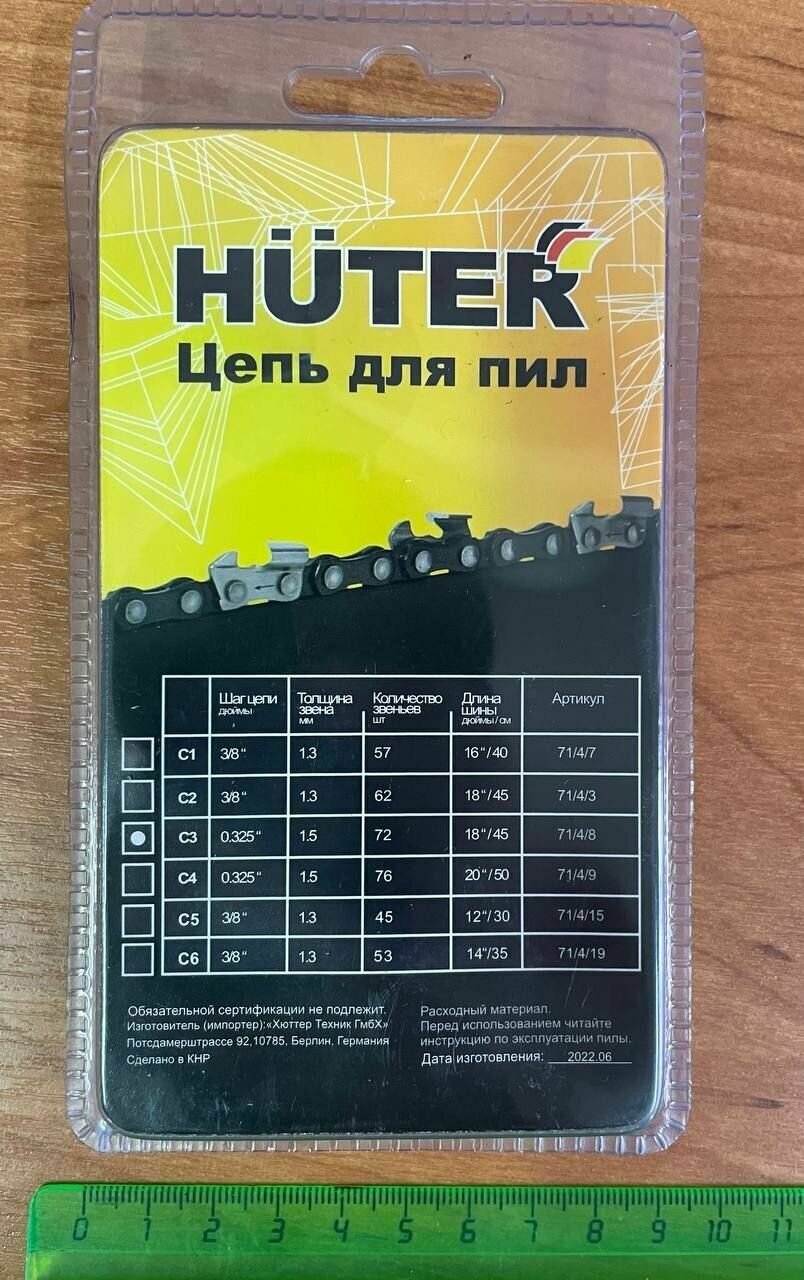 HÜTER
Цепь для пил
Шаг цепи дюймы Толщина звена мм Количество звеньев шт Длина шины дюймы/см Артикул
C1 3/8“ 1.3 57 16“/40 71/4/7
C2 3/8“ 1.3 62 18“/45 71/4/3
C3 0.325“ 1.5 72 18“/45 71/4/8
C4 0.325“ 1.5 76 20“/50 71/4/9
C5 3/8“ 1.3 45 12“/30 71/4/15
C6 3/8“ 1.3 53 14“/35 71/4/19
Обязательной сертификации не подлежит.
Изготовитель (импортер):«Хюттер Техник ГмбХ»
Потсдамерштрассе 92,10785, Берлин, Германия
Сделано в КНР
Расходный материал.
Перед использованием читайте
инструкцию по эксплуатации пилы.
Дата изготовления: 2022.06
0 1 2 3 4 5 6 7 8 9 10 11